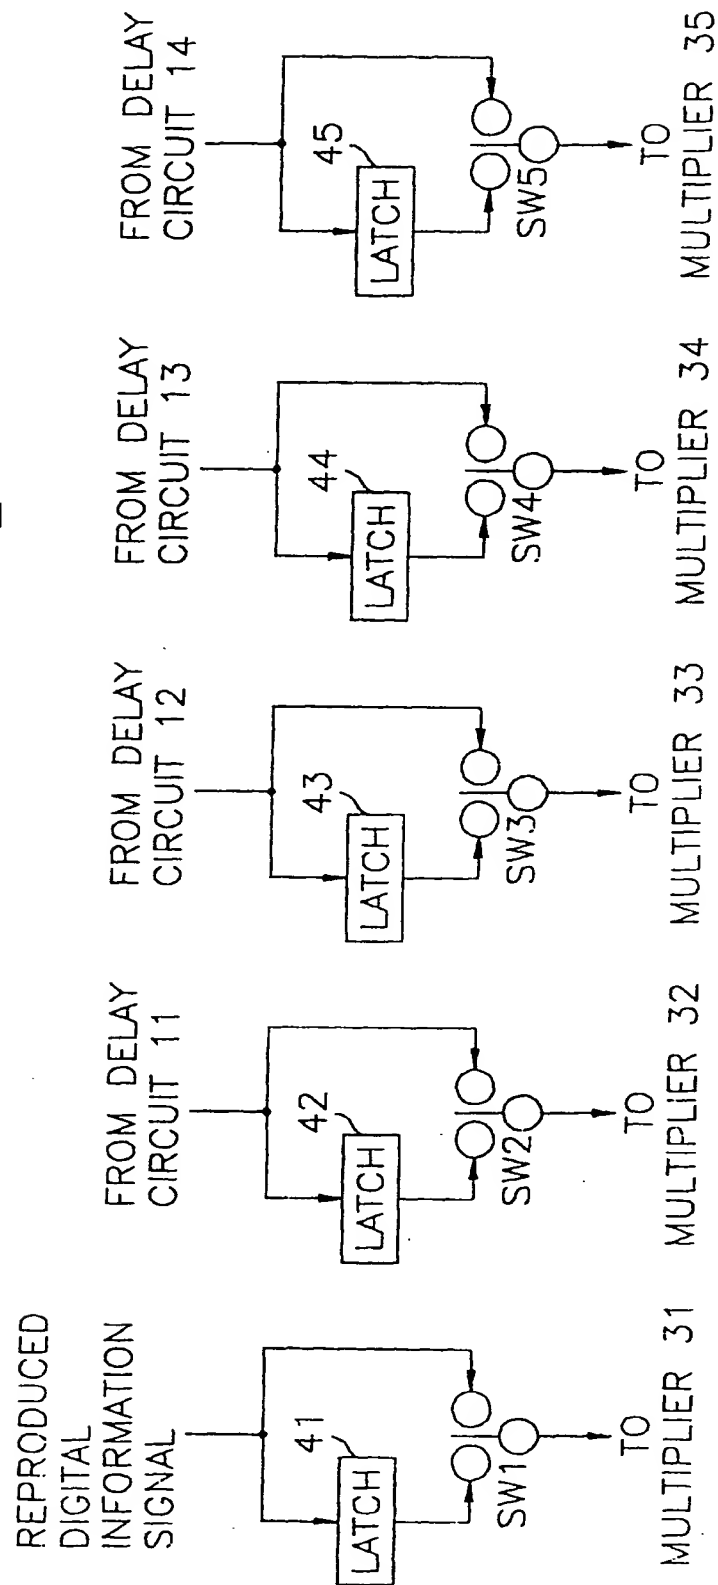 REPRODUCED
DIGITAL
INFORMATION
SIGNAL
41
LATCH
SW1
TO
MULTIPLIER 31
FROM DELAY
CIRCUIT 11
42
LATCH
SW2
TO
MULTIPLIER 32
FROM DELAY
CIRCUIT 12
43
LATCH
SW3
TO
MULTIPLIER 33
FROM DELAY
CIRCUIT 13
44
LATCH
SW4
TO
MULTIPLIER 34
FROM DELAY
CIRCUIT 14
45
LATCH
SW5
TO
MULTIPLIER 35